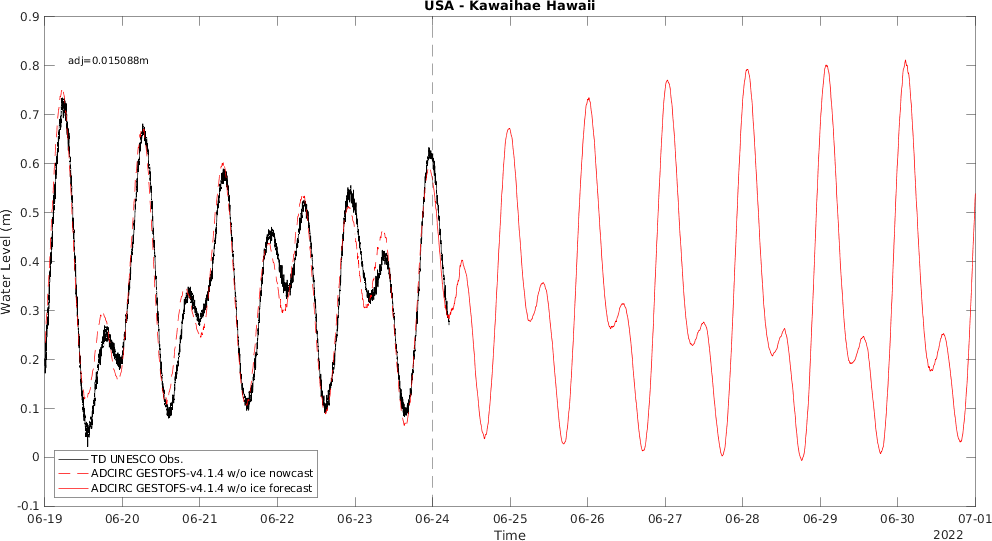 USA - Kawaihae Hawaii
adj=0.015088m
Water Level (m)
0.9
0.8
0.7
0.6
0.5
0.4
0.3
0.2
0.1
0
-0.1
TD UNESCO Obs.
ADCIRC GESTOFS-v4.1.4 w/o ice nowcast
ADCIRC GESTOFS-v4.1.4 w/o ice forecast
06-19 06-20 06-21 06-22 06-23 06-24 06-25 06-26 06-27 06-28 06-29 06-30 07-01
Time
2022